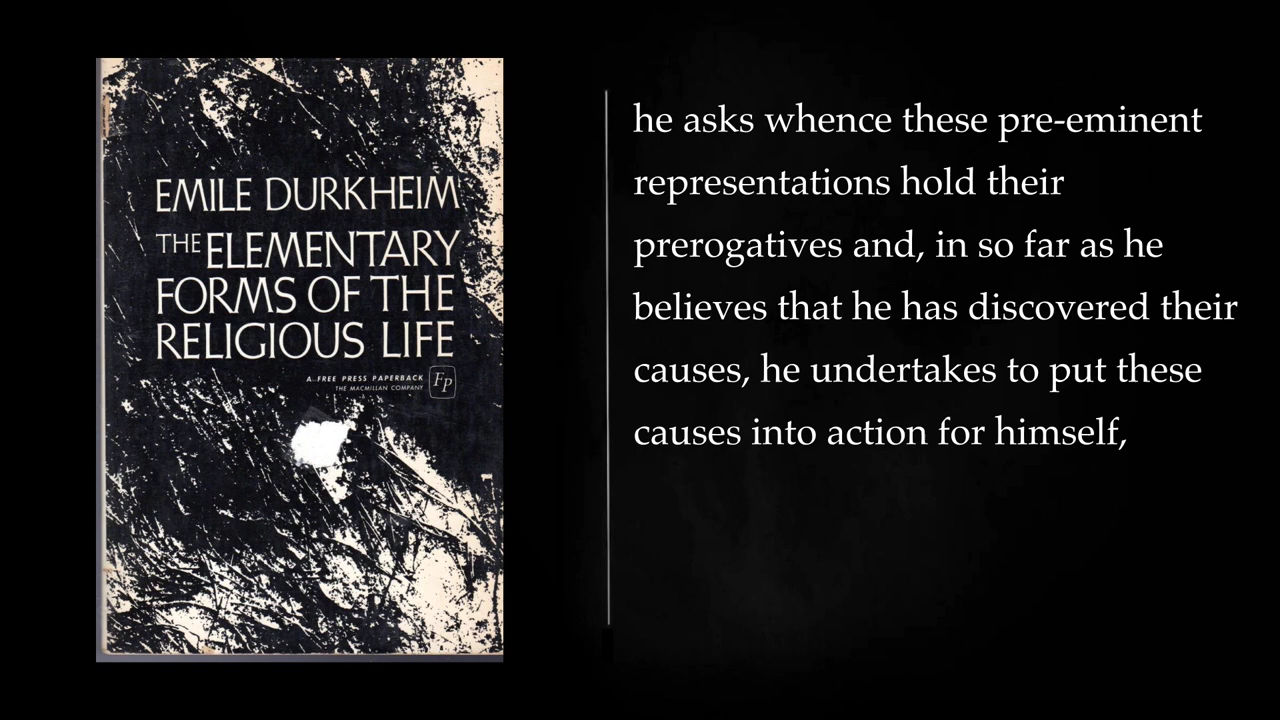 EMILE DURKHEIM
THE ELEMENTARY
FORMS OF THE
RELIGIOUS LIFE
A FREE PRESS PAPERBACK
THE MACMILLAN COMPANY
Fp
he asks whence these pre-eminent
representations hold their
prerogatives and, in so far as he
believes that he has discovered their
causes, he undertakes to put these
causes into action for himself,